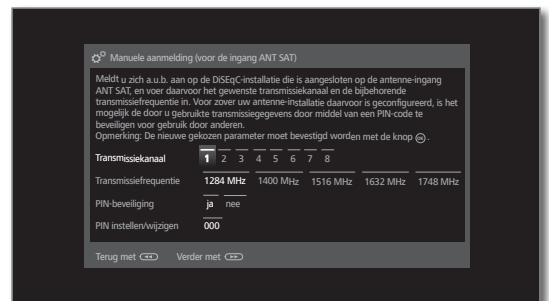 Manuele aanmelding (voor de ingang ANT SAT)
Meldt u zich a.u.b. aan op de DiSEqC-installatie die is aangesloten op de antenne-ingang
ANT SAT, en voer daarvoor het gewenste transmissiekanaal en de bijbehorende
transmissiefrequentie in. Voor zover uw antenne-installatie daarvoor is geconfigureerd, is het
mogelijk de door u gebruikte transmissiegegevens door middel van een PIN-code te
beveiligen voor gebruik door anderen.
Opmerking: De nieuwe gekozen parameter moet bevestigd worden met de knop OK.
Transmissiekanaal 1 2 3 4 5 6 7 8
Transmissiefrequentie 1284 MHz 1400 MHz 1516 MHz 1632 MHz 1748 MHz
PIN-beveiliging ja nee
PIN instellen/wijzigen 000
Terug met Verder met